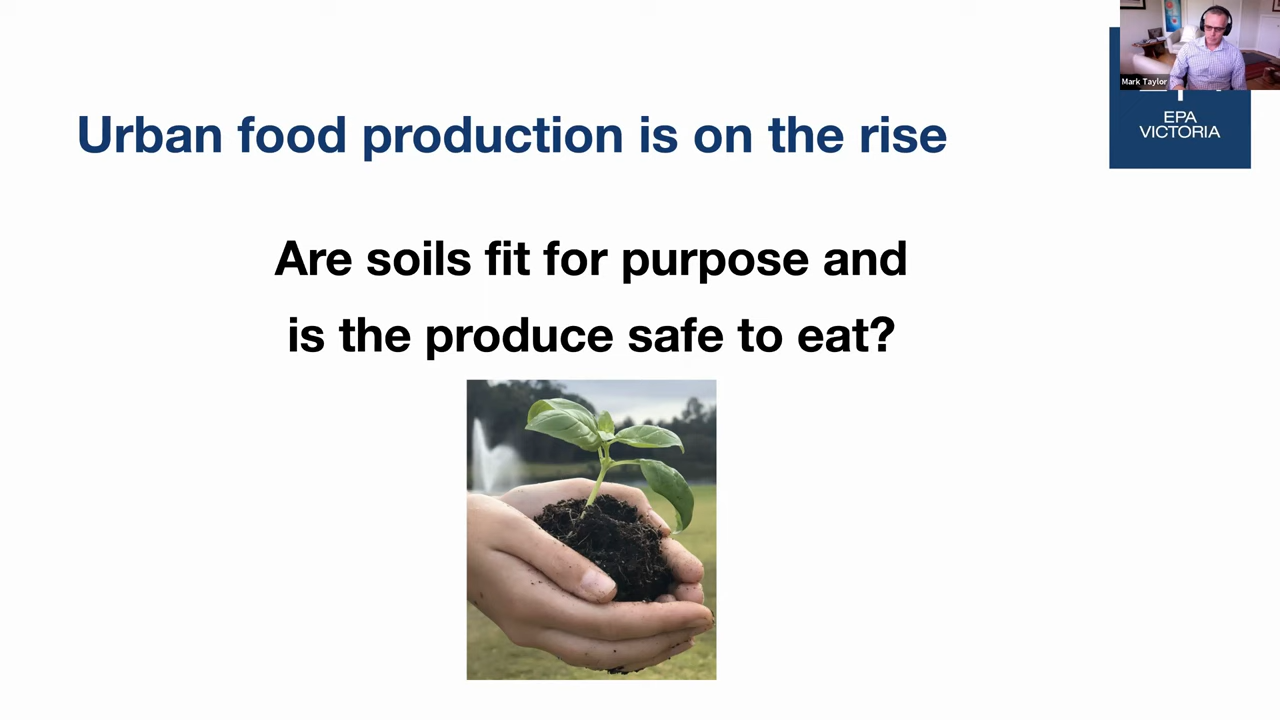 Mark Taylor
EPA
VICTORIA
Urban food production is on the rise
Are soils fit for purpose and
is the produce safe to eat?